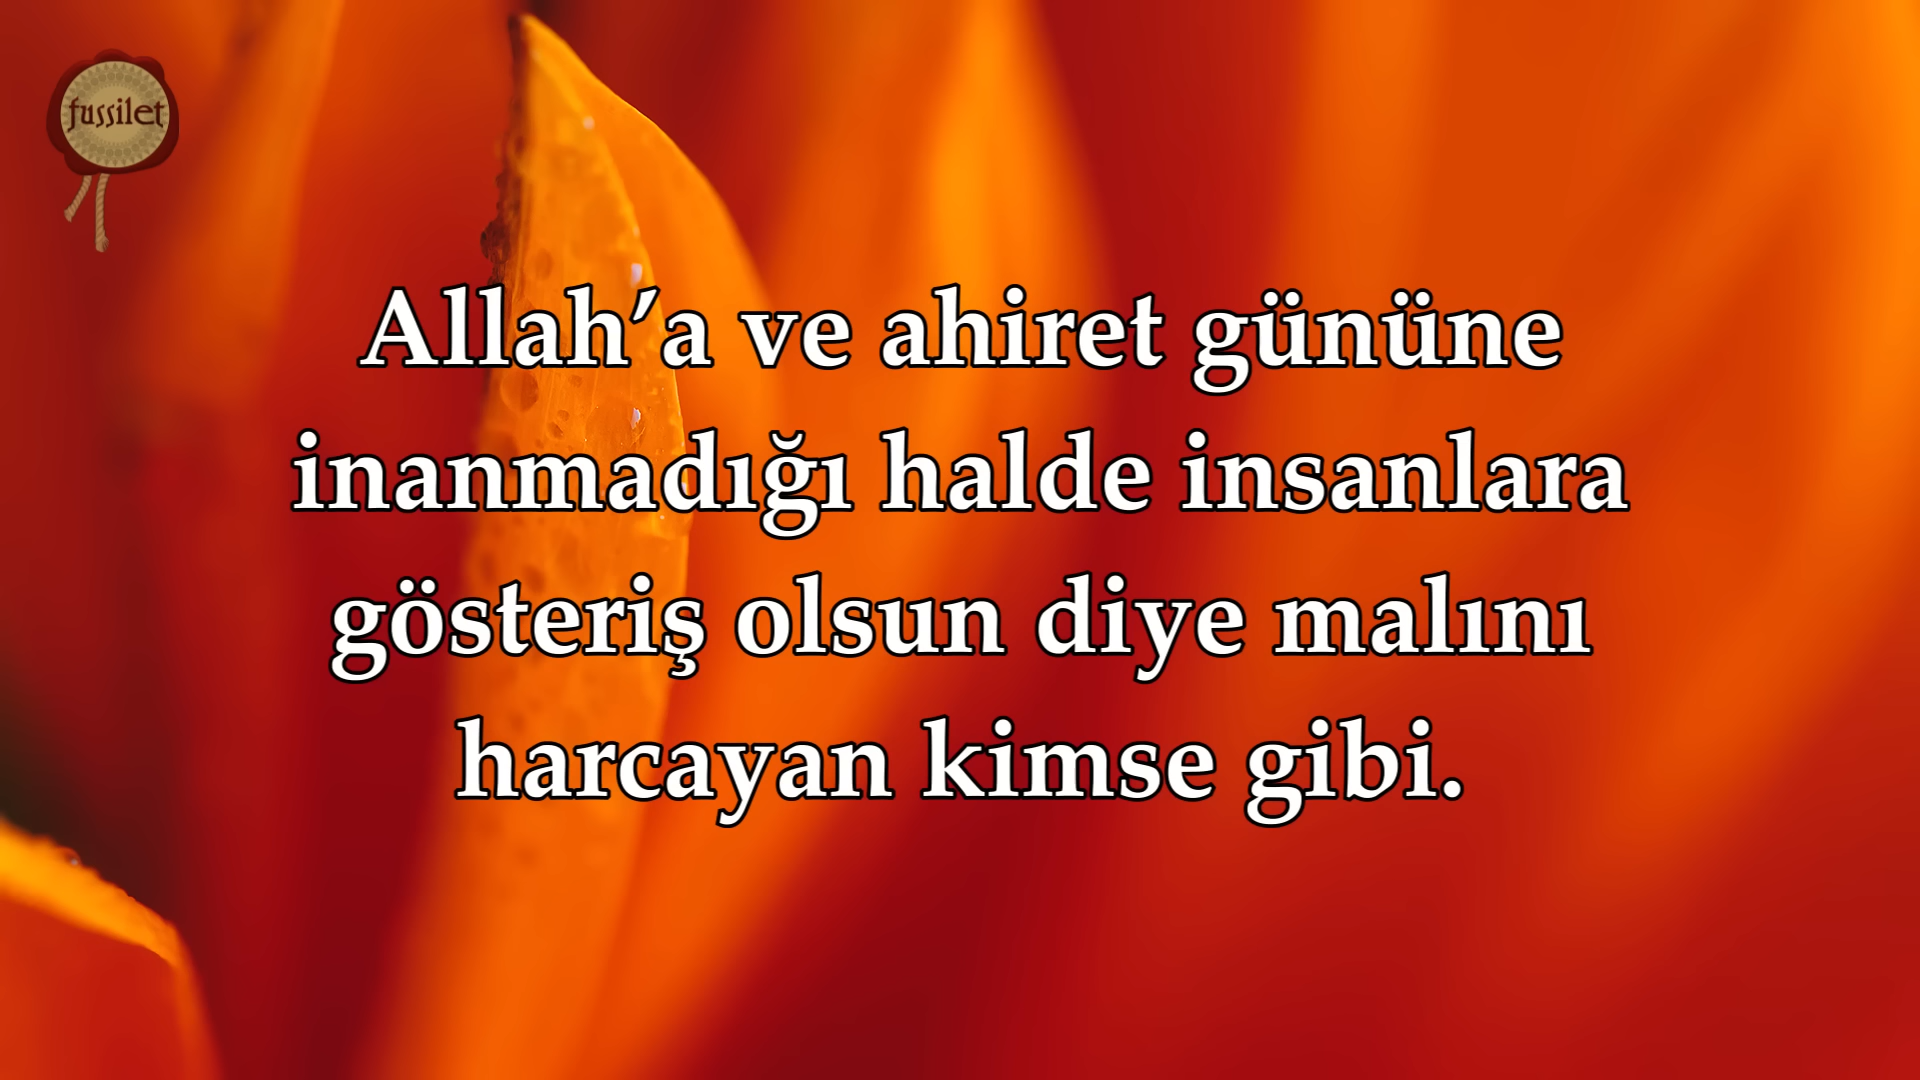 fussilet
Allah’a ve ahiret gününe
inanmadığı halde insanlara
gösteriş olsun diye malını
harcayan kimse gibi.